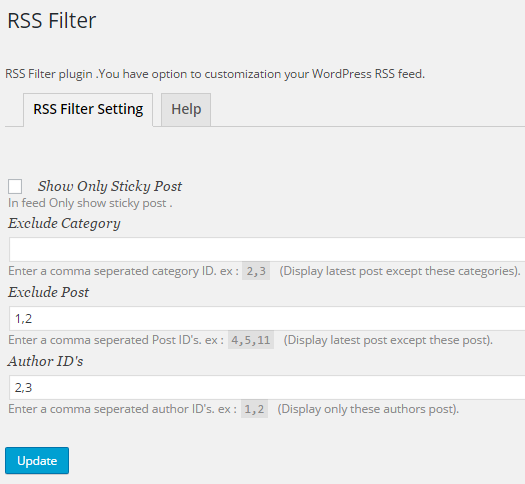 RSS Filter
RSS Filter plugin .You have option to customization your WordPress RSS feed.
RSS Filter Setting Help
Show Only Sticky Post
In feed Only show sticky post .
Exclude Category
Enter a comma seperated category ID. ex : 2,3 (Display latest post except these categories).
Exclude Post
1,2
Enter a comma seperated Post ID's. ex : 4,5,11 (Display latest post except these post).
Author ID's
2,3
Enter a comma seperated author ID's. ex : 1,2 (Display only these authors post).
Update